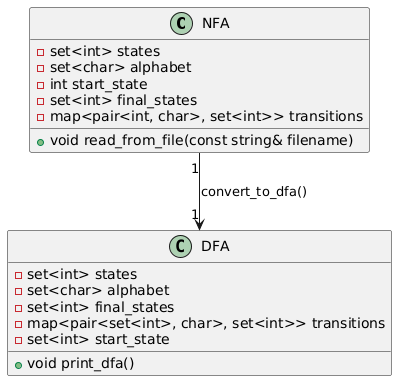 C NFA
set<int> states
set<char> alphabet
int start_state
set<int> final_states
map<pair<int, char>, set<int>> transitions
void read_from_file(const string& filename)
1
convert_to_dfa()
1
C DFA
set<int> states
set<char> alphabet
set<int> final_states
map<pair<set<int>, char>, set<int>> transitions
set<int> start_state
void print_dfa()